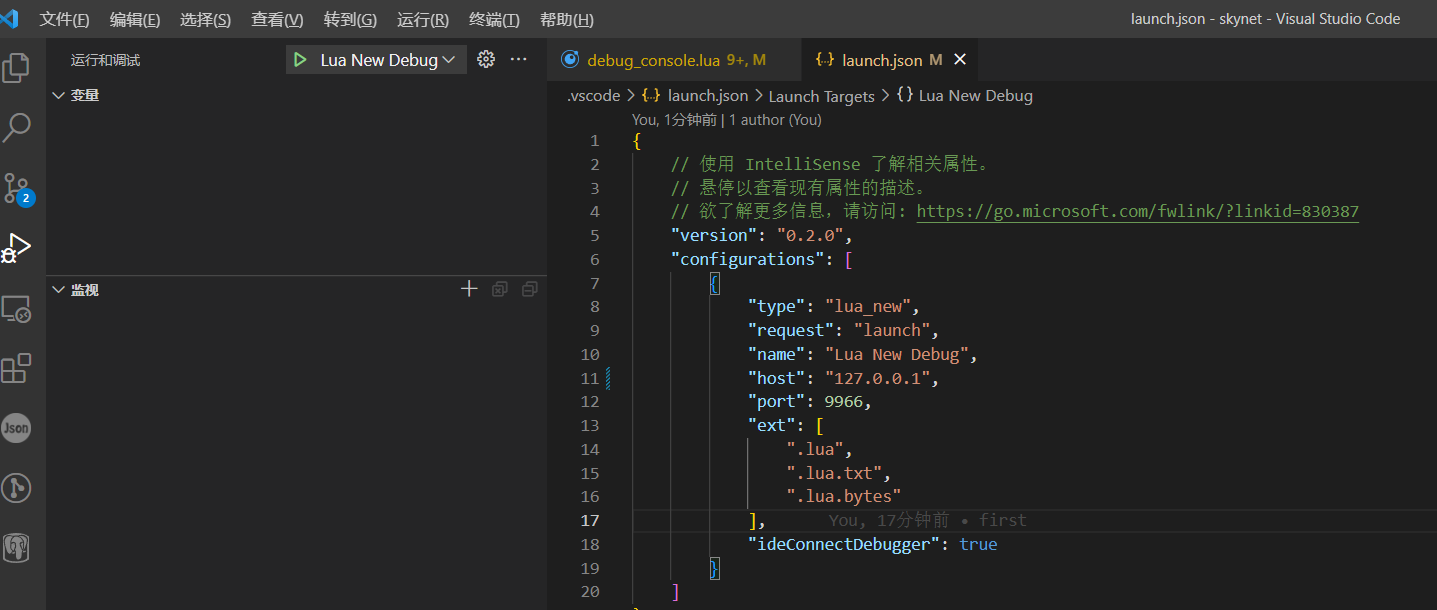 文件(F) 编辑(E) 选择(S) 查看(V) 转到(G) 运行(R) 终端(T) 帮助(H) launch.json - skynet - Visual Studio Code
运行和调试 Lua New Debug
debug_console.lua 9+, M launch.json M
变量
.vscode > launch.json > Launch Targets > {} Lua New Debug
You, 1分钟前 | 1 author (You)
1 {
2 // 使用 IntelliSense 了解相关属性。
3 // 悬停以查看现有属性的描述。
4 // 欲了解更多信息，请访问: https://go.microsoft.com/fwlink/?linkid=830387
5 "version": "0.2.0",
6 "configurations": [
7 {
8 "type": "lua_new",
9 "request": "launch",
10 "name": "Lua New Debug",
11 "host": "127.0.0.1",
12 "port": 9966,
13 "ext": [
14 ".lua",
15 ".lua.txt",
16 ".lua.bytes"
17 ], You, 17分钟前 • first
18 "ideConnectDebugger": true
19 }
20 ]
2
监视
Json